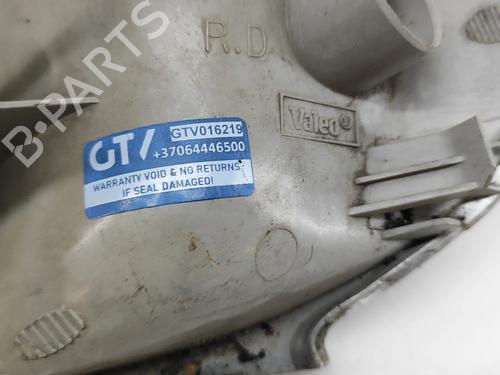 R.D
Valeo®
GTV016219
GTV
+37064446500
WARRANTY VOID & NO RETURNS
IF SEAL DAMAGED!
B-PARTS